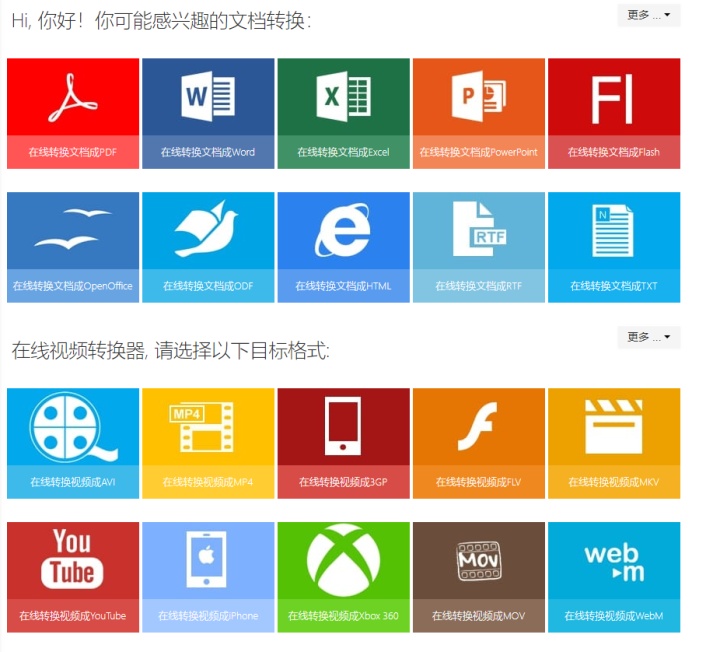 Hi, 你好！你可能感兴趣的文档转换：
更多 ...
W
X
P
Fl
在线转换文档成PDF
在线转换文档成Word
在线转换文档成Excel
在线转换文档成PowerPoint
在线转换文档成Flash
RTF
N
在线转换文档成OpenOffice
在线转换文档成ODF
在线转换文档成HTML
在线转换文档成RTF
在线转换文档成TXT
更多 ...
在线视频转换器, 请选择以下目标格式:
MP4
在线转换视频成AVI
在线转换视频成MP4
在线转换视频成3GP
在线转换视频成FLV
在线转换视频成MKV
You
Tube
MOV
web
m
在线转换视频成YouTube
在线转换视频成iPhone
在线转换视频成Xbox 360
在线转换视频成MOV
在线转换视频成WebM